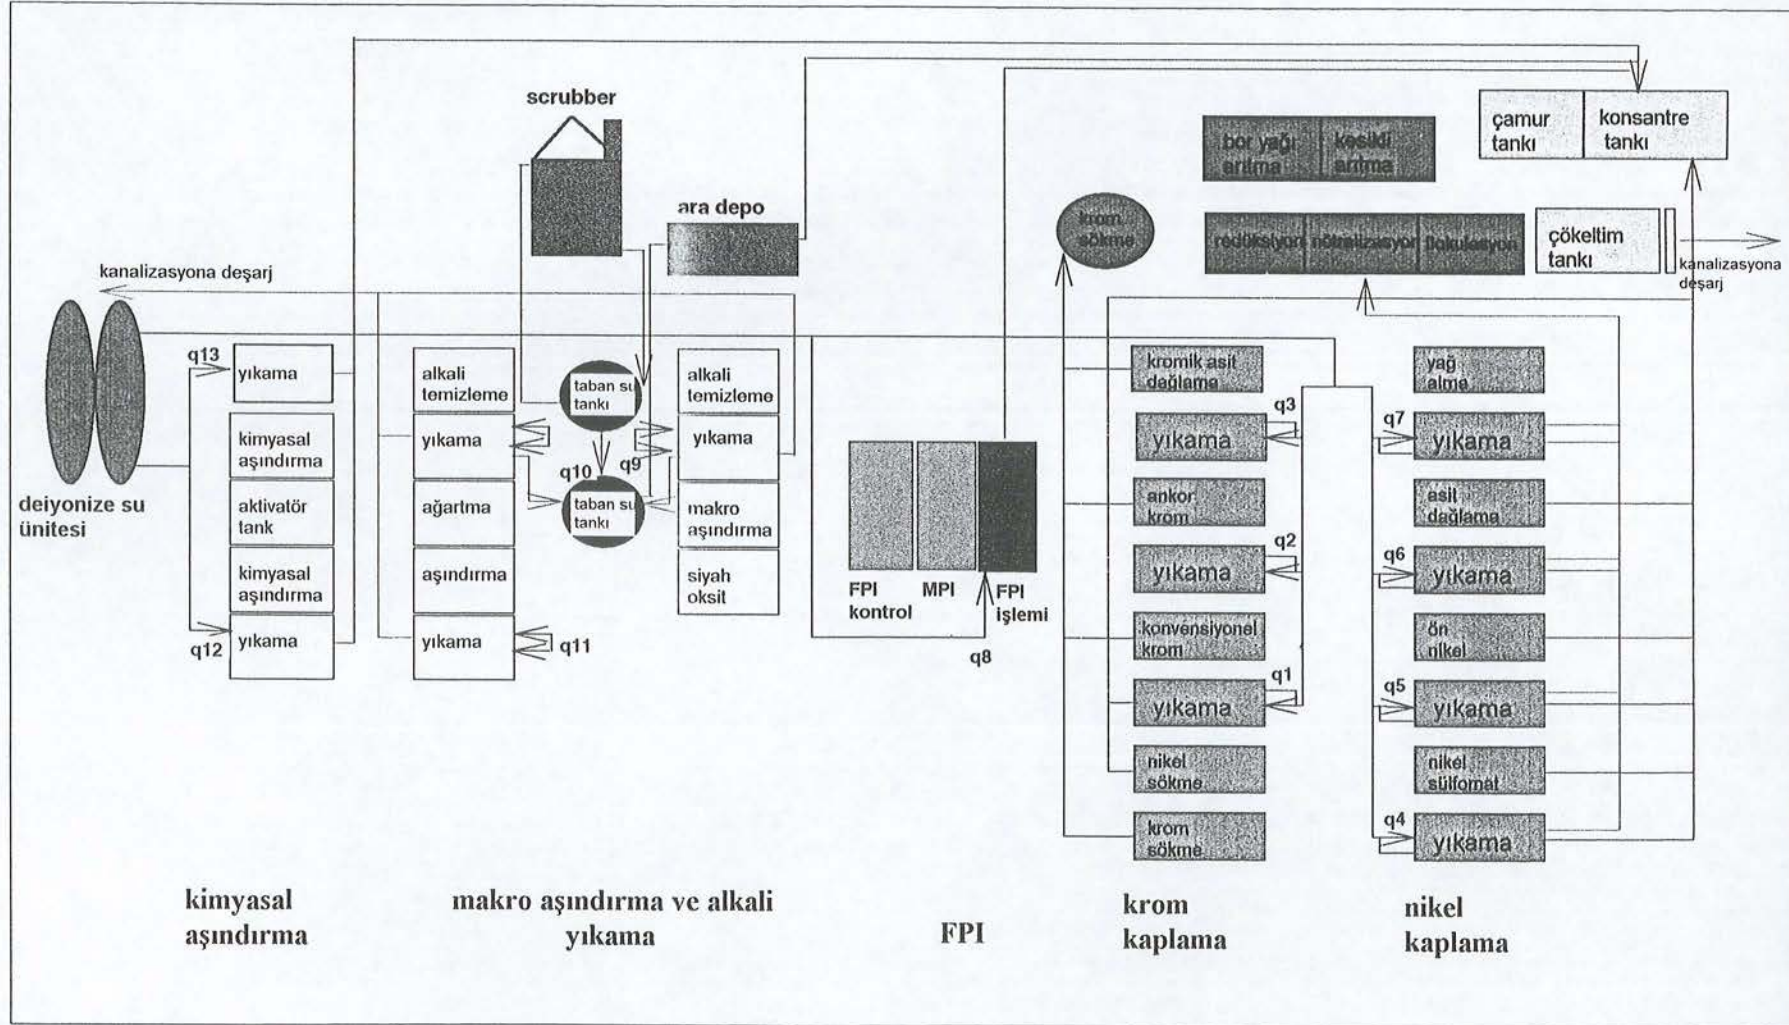 scrubber
ara depo
bor yağı
arıtma
kesikli
arıtma
çamur
tankı
konsantre
tankı
krom
sökme
redüksiyon
nötralizasyon
flokulasyon
çökeltim
tankı
kanalizasyona
deşarj
kanalizasyona deşarj
deiyonize su
ünitesi
q13
yıkama
kimyasal
aşındırma
aktivatör
tank
kimyasal
aşındırma
q12
yıkama
alkali
temizleme
yıkama
ağartma
aşındırma
yıkama
q11
taban su
tankı
q10
q9
taban su
tankı
alkali
temizleme
yıkama
makro
aşındırma
siyah
oksit
FPI
kontrol
MPI
FPI
işlemi
q8
kromik asit
dağlama
q3
yıkama
ankor
krom
q2
yıkama
konvensiyonel
krom
q1
yıkama
nikel
sökme
krom
sökme
yağ
alme
q7
yıkama
asit
dağlama
q6
yıkama
ön
nikel
q5
yıkama
nikel
sülfomat
q4
yıkama
kimyasal
aşındırma
makro aşındırma ve alkali
yıkama
FPI
krom
kaplama
nikel
kaplama